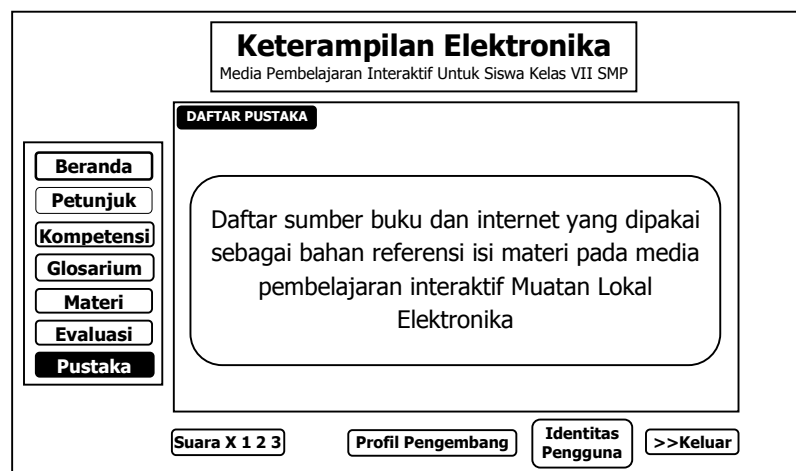 Keterampilan Elektronika
Media Pembelajaran Interaktif Untuk Siswa Kelas VII SMP
DAFTAR PUSTAKA
Beranda
Petunjuk
Kompetensi
Glosarium
Materi
Evaluasi
Pustaka
Daftar sumber buku dan internet yang dipakai
sebagai bahan referensi isi materi pada media
pembelajaran interaktif Muatan Lokal
Elektronika
Suara X 1 2 3
Profil Pengembang
Identitas
Pengguna
>>Keluar